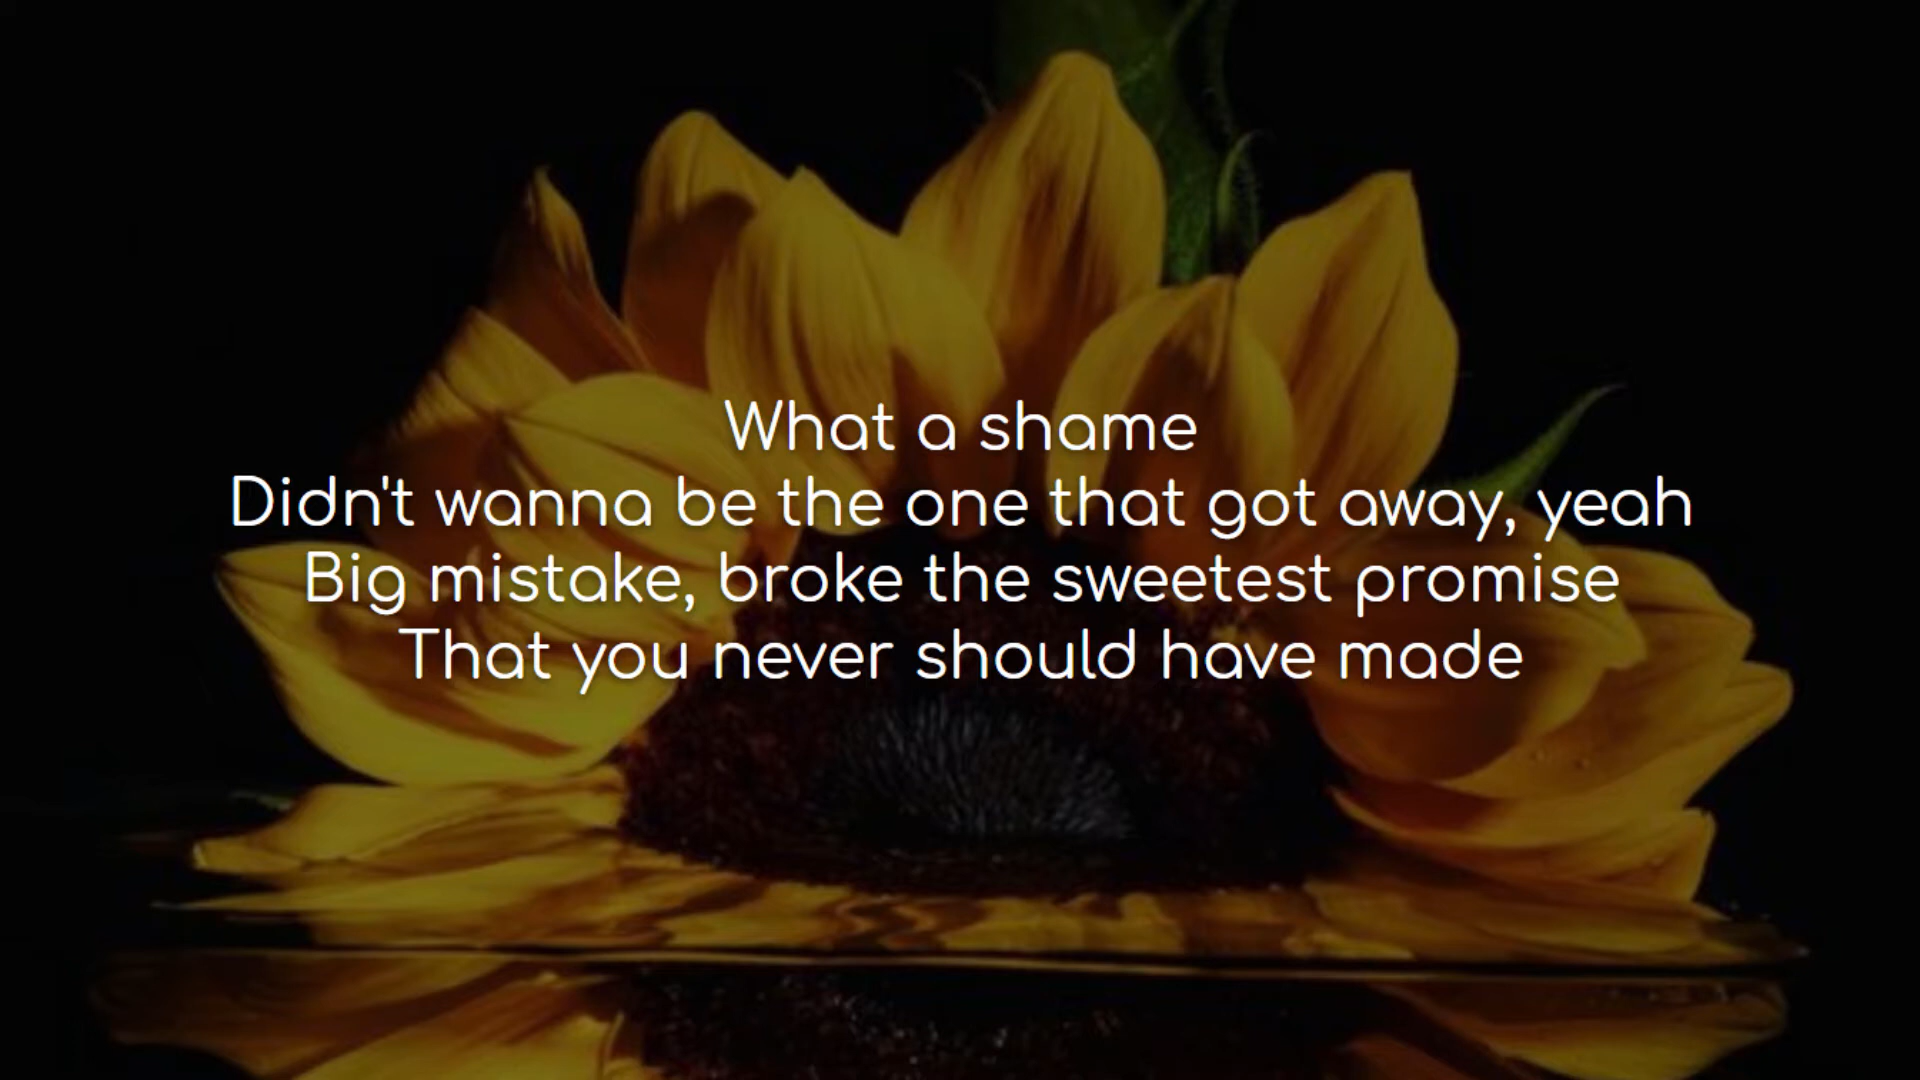 What a shame
Didn't wanna be the one that got away, yeah
Big mistake, broke the sweetest promise
That you never should have made